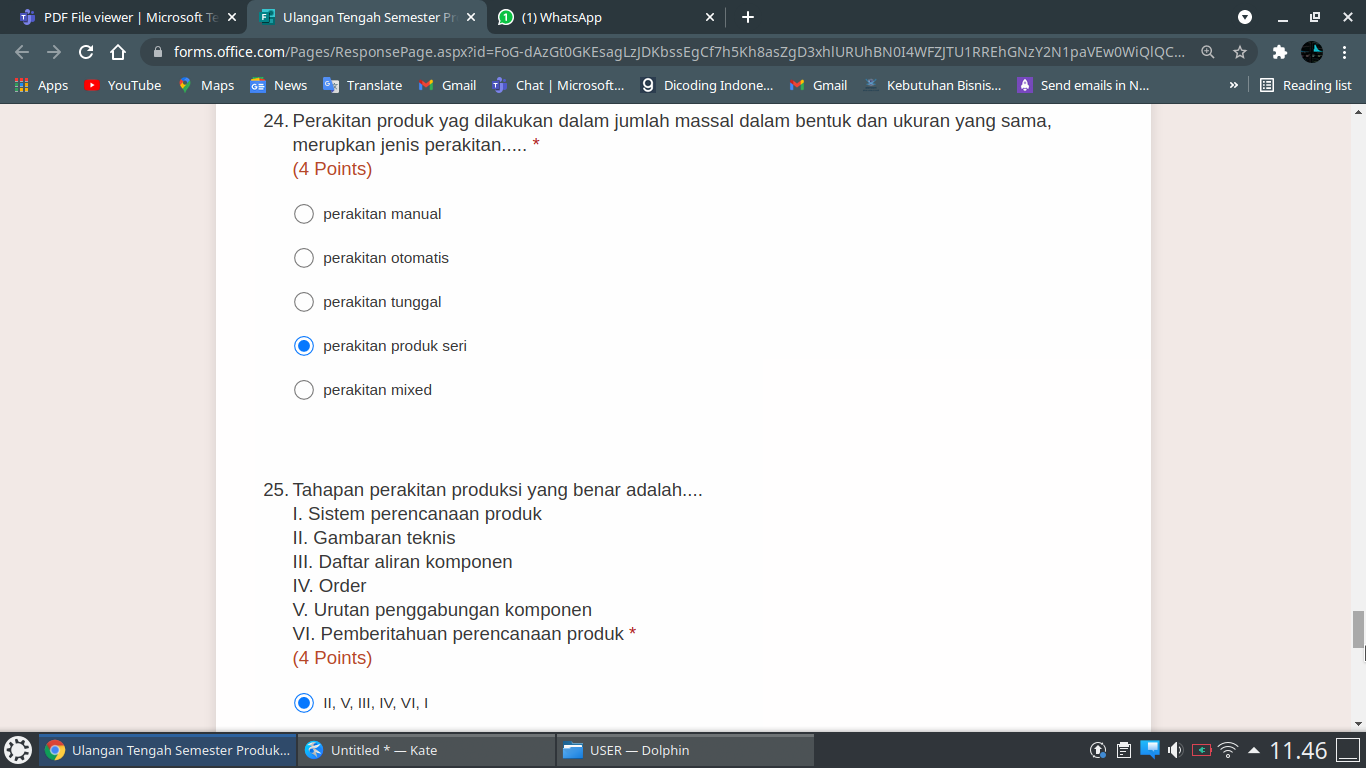 PDF File viewer | Microsoft Te
Ulangan Tengah Semester Pr
(1) WhatsApp
forms.office.com/Pages/ResponsePage.aspx?id=FoG-dAzGt0GKEsagLzJDKbssEgCf7h5Kh8asZgD3xhlURUhBN0I4WFZJTU1RREhGNzY2N1paVEw0WiQlQC...
Apps YouTube Maps News Translate Gmail Chat | Microsoft... Dicoding Indone... Gmail Kebutuhan Bisnis... Send emails in N... » Reading list
24. Perakitan produk yag dilakukan dalam jumlah massal dalam bentuk dan ukuran yang sama,
merupkan jenis perakitan..... *
(4 Points)
perakitan manual
perakitan otomatis
perakitan tunggal
perakitan produk seri
perakitan mixed
25. Tahapan perakitan produksi yang benar adalah....
I. Sistem perencanaan produk
II. Gambaran teknis
III. Daftar aliran komponen
IV. Order
V. Urutan penggabungan komponen
VI. Pemberitahuan perencanaan produk *
(4 Points)
II, V, III, IV, VI, I
Ulangan Tengah Semester Produk... Untitled * — Kate USER — Dolphin 11.46